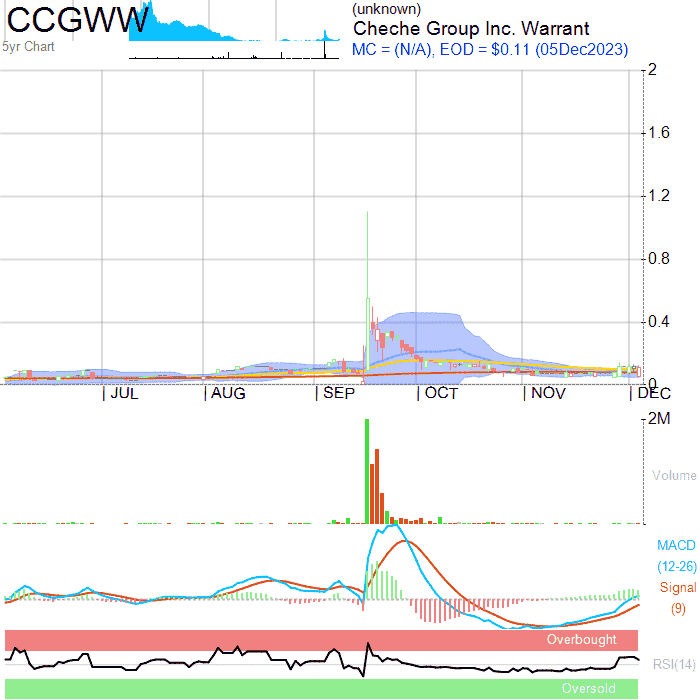 CCGWW
5yr Chart
(unknown)
Cheche Group Inc. Warrant
MC = (N/A), EOD = $0.11 (05Dec2023)
2
1.6
1.2
0.8
0.4
0
JUL AUG SEP OCT NOV DEC
2M
Volume
MACD
(12-26)
Signal
(9)
Overbought
RSI(14)
Oversold